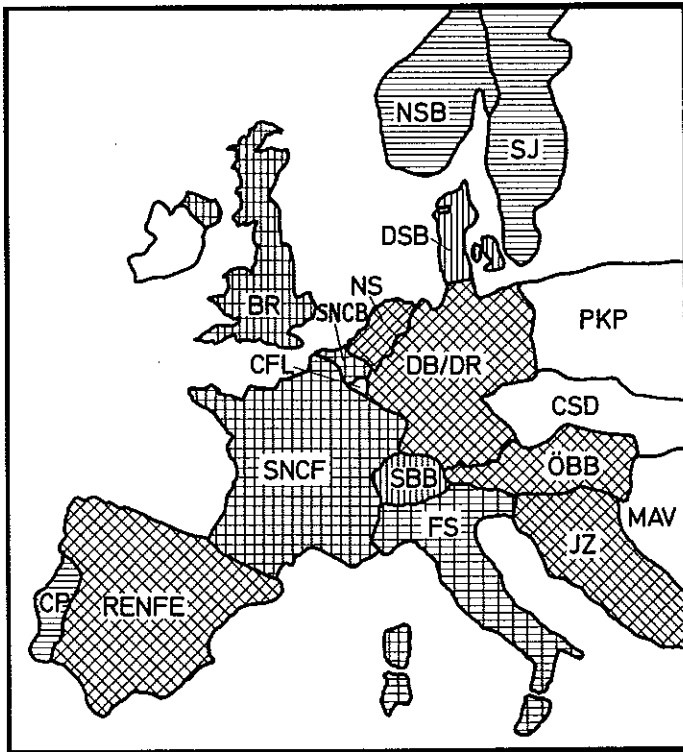 NSB
SJ
DSB
NS
BR
SNCB
PKP
CFL
DB/DR
CSD
SNCF
SBB
ÖBB
FS
MAV
JZ
CP
RENFE